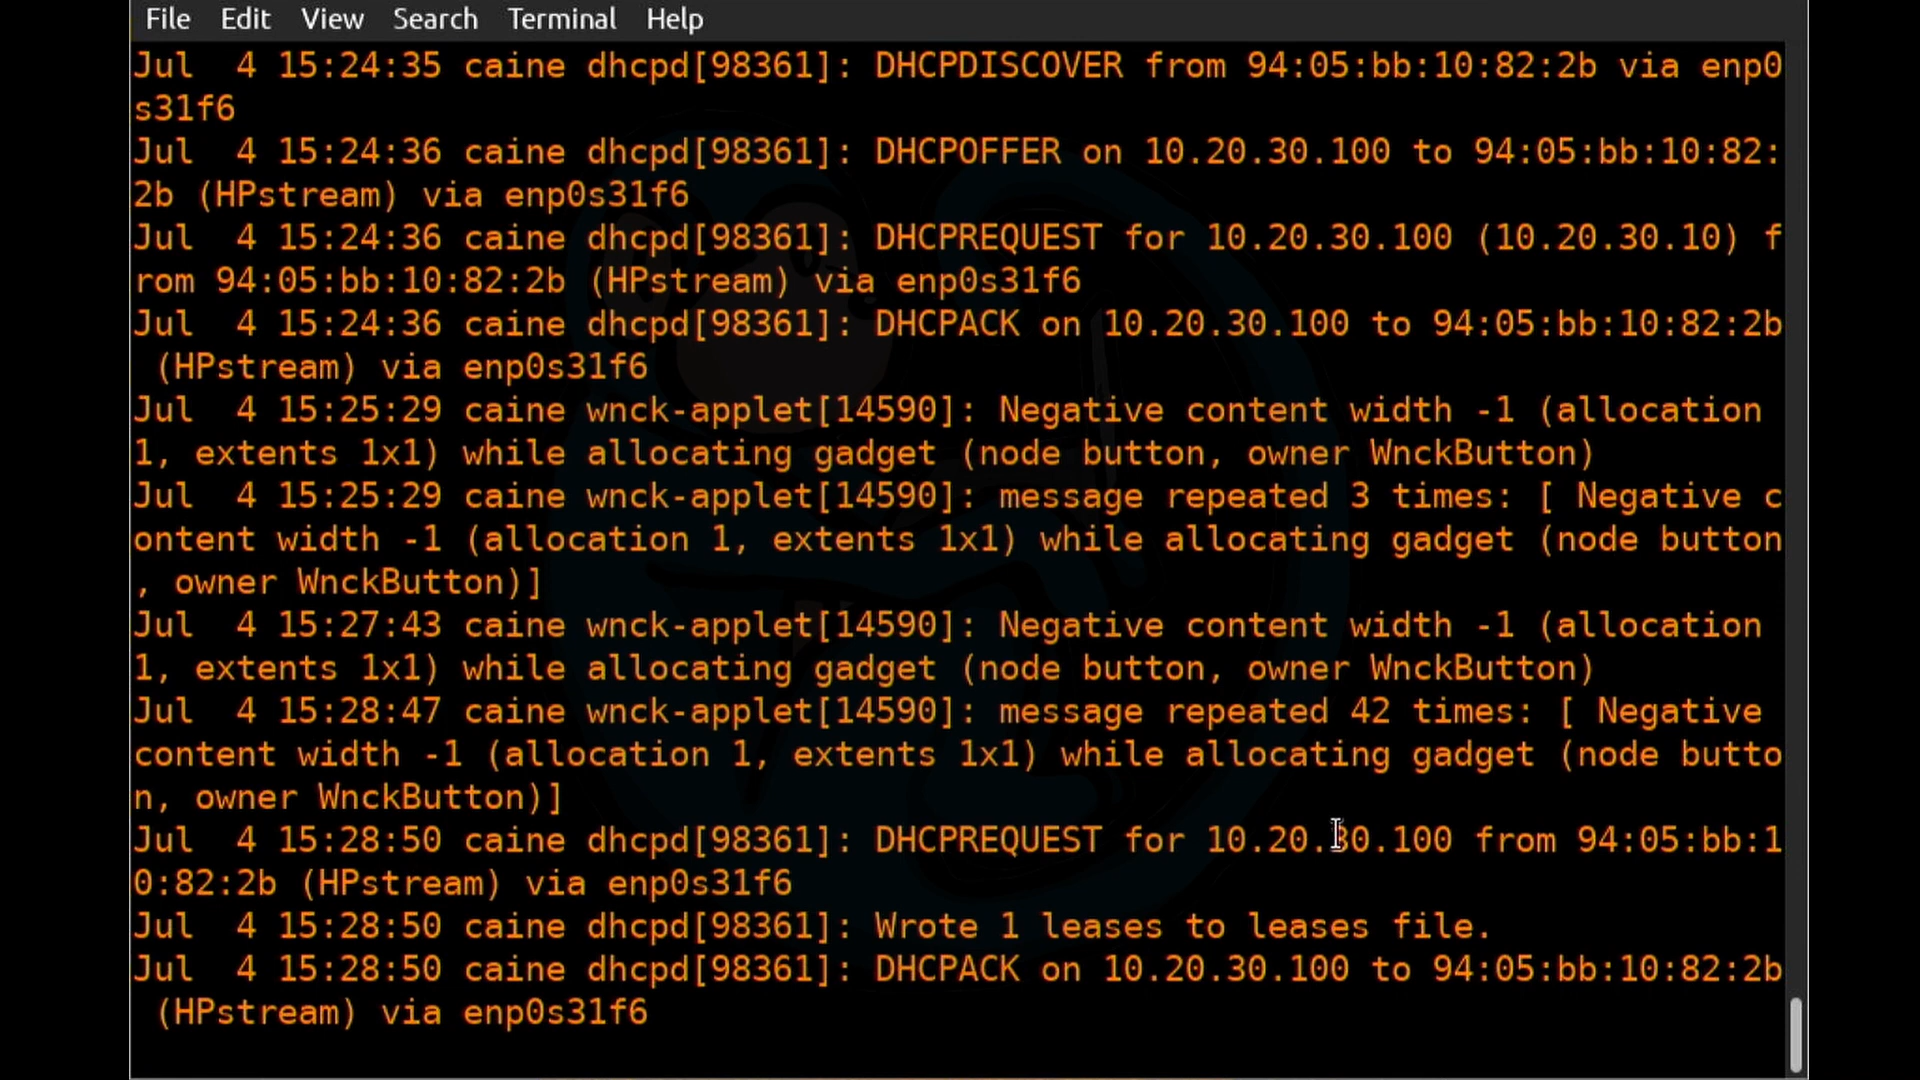 File Edit View Search Terminal Help
Jul  4 15:24:35 caine dhcpd[98361]: DHCPDISCOVER from 94:05:bb:10:82:2b via enp0
s31f6
Jul  4 15:24:36 caine dhcpd[98361]: DHCPOFFER on 10.20.30.100 to 94:05:bb:10:82:
2b (HPstream) via enp0s31f6
Jul  4 15:24:36 caine dhcpd[98361]: DHCPREQUEST for 10.20.30.100 (10.20.30.10) f
rom 94:05:bb:10:82:2b (HPstream) via enp0s31f6
Jul  4 15:24:36 caine dhcpd[98361]: DHCPACK on 10.20.30.100 to 94:05:bb:10:82:2b
 (HPstream) via enp0s31f6
Jul  4 15:25:29 caine wnck-applet[14590]: Negative content width -1 (allocation
1, extents 1x1) while allocating gadget (node button, owner WnckButton)
Jul  4 15:25:29 caine wnck-applet[14590]: message repeated 3 times: [ Negative c
ontent width -1 (allocation 1, extents 1x1) while allocating gadget (node button
, owner WnckButton)]
Jul  4 15:27:43 caine wnck-applet[14590]: Negative content width -1 (allocation
1, extents 1x1) while allocating gadget (node button, owner WnckButton)
Jul  4 15:28:47 caine wnck-applet[14590]: message repeated 42 times: [ Negative
content width -1 (allocation 1, extents 1x1) while allocating gadget (node butto
n, owner WnckButton)]
Jul  4 15:28:50 caine dhcpd[98361]: DHCPREQUEST for 10.20.30.100 from 94:05:bb:1
0:82:2b (HPstream) via enp0s31f6
Jul  4 15:28:50 caine dhcpd[98361]: Wrote 1 leases to leases file.
Jul  4 15:28:50 caine dhcpd[98361]: DHCPACK on 10.20.30.100 to 94:05:bb:10:82:2b
 (HPstream) via enp0s31f6